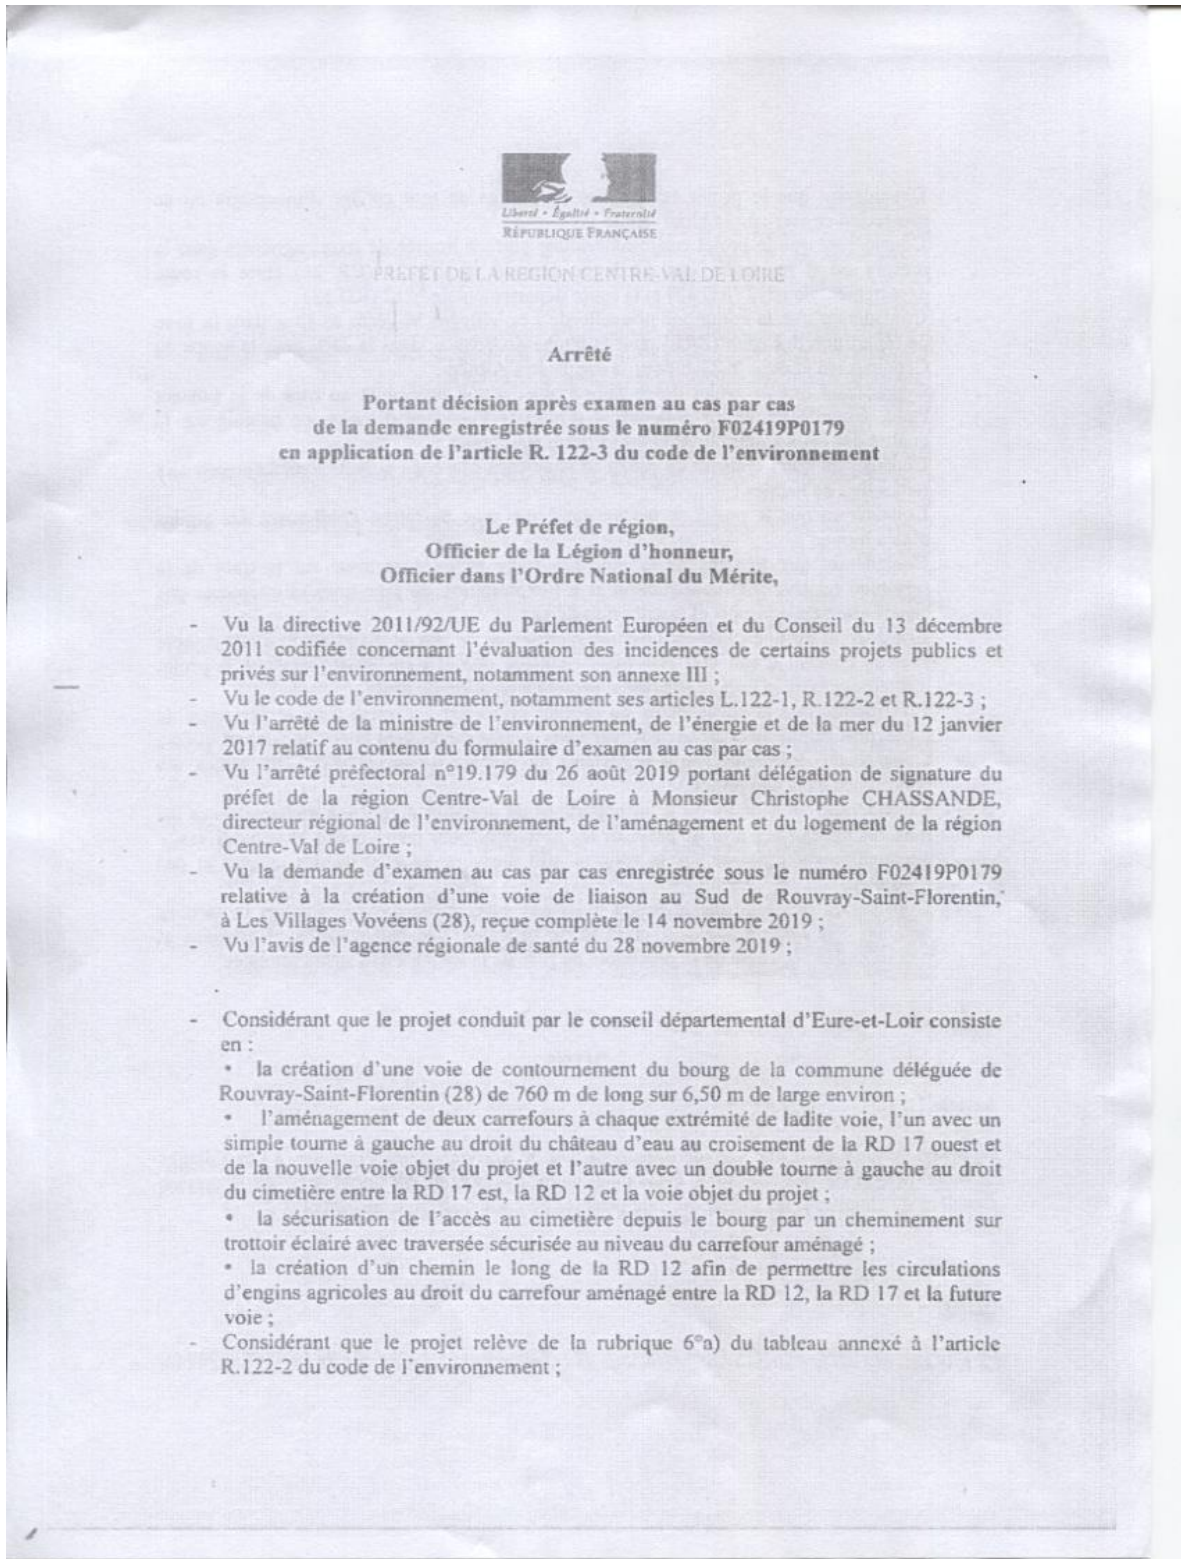 Liberté • Égalité • Fraternité
RÉPUBLIQUE FRANÇAISE
PREFET DE LA REGION CENTRE-VAL DE LOIRE
Arrêté
Portant décision après examen au cas par cas
de la demande enregistrée sous le numéro F02419P0179
en application de l'article R. 122-3 du code de l'environnement
Le Préfet de région,
Officier de la Légion d'honneur,
Officier dans l'Ordre National du Mérite,
- Vu la directive 2011/92/UE du Parlement Européen et du Conseil du 13 décembre
2011 codifiée concernant l'évaluation des incidences de certains projets publics et
privés sur l'environnement, notamment son annexe III ;
- Vu le code de l'environnement, notamment ses articles L.122-1, R.122-2 et R.122-3 ;
- Vu l'arrêté de la ministre de l'environnement, de l'énergie et de la mer du 12 janvier
2017 relatif au contenu du formulaire d'examen au cas par cas ;
- Vu l'arrêté préfectoral n°19.179 du 26 août 2019 portant délégation de signature du
préfet de la région Centre-Val de Loire à Monsieur Christophe CHASSANDE,
directeur régional de l'environnement, de l'aménagement et du logement de la région
Centre-Val de Loire ;
- Vu la demande d'examen au cas par cas enregistrée sous le numéro F02419P0179
relative à la création d'une voie de liaison au Sud de Rouvray-Saint-Florentin,
à Les Villages Vovéens (28), reçue complète le 14 novembre 2019 ;
- Vu l'avis de l'agence régionale de santé du 28 novembre 2019 ;
- Considérant que le projet conduit par le conseil départemental d'Eure-et-Loir consiste
en :
• la création d'une voie de contournement du bourg de la commune déléguée de
Rouvray-Saint-Florentin (28) de 760 m de long sur 6,50 m de large environ ;
• l'aménagement de deux carrefours à chaque extrémité de ladite voie, l'un avec un
simple tourne à gauche au droit du château d'eau au croisement de la RD 17 ouest et
de la nouvelle voie objet du projet et l'autre avec un double tourne à gauche au droit
du cimetière entre la RD 17 est, la RD 12 et la voie objet du projet ;
• la sécurisation de l'accès au cimetière depuis le bourg par un cheminement sur
trottoir éclairé avec traversée sécurisée au niveau du carrefour aménagé ;
• la création d'un chemin le long de la RD 12 afin de permettre les circulations
d'engins agricoles au droit du carrefour aménagé entre la RD 12, la RD 17 et la future
voie ;
- Considérant que le projet relève de la rubrique 6°a) du tableau annexé à l'article
R.122-2 du code de l'environnement ;